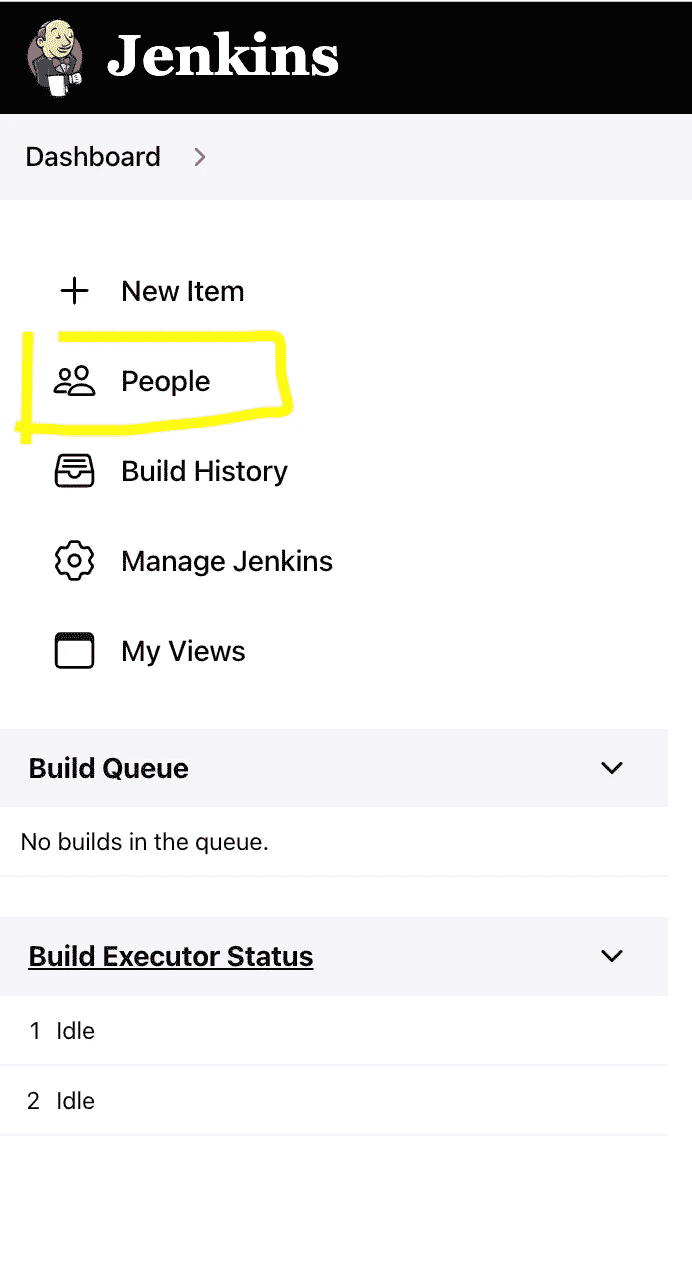 Jenkins
Dashboard
New Item
People
Build History
Manage Jenkins
My Views
Build Queue
No builds in the queue.
Build Executor Status
1 Idle
2 Idle